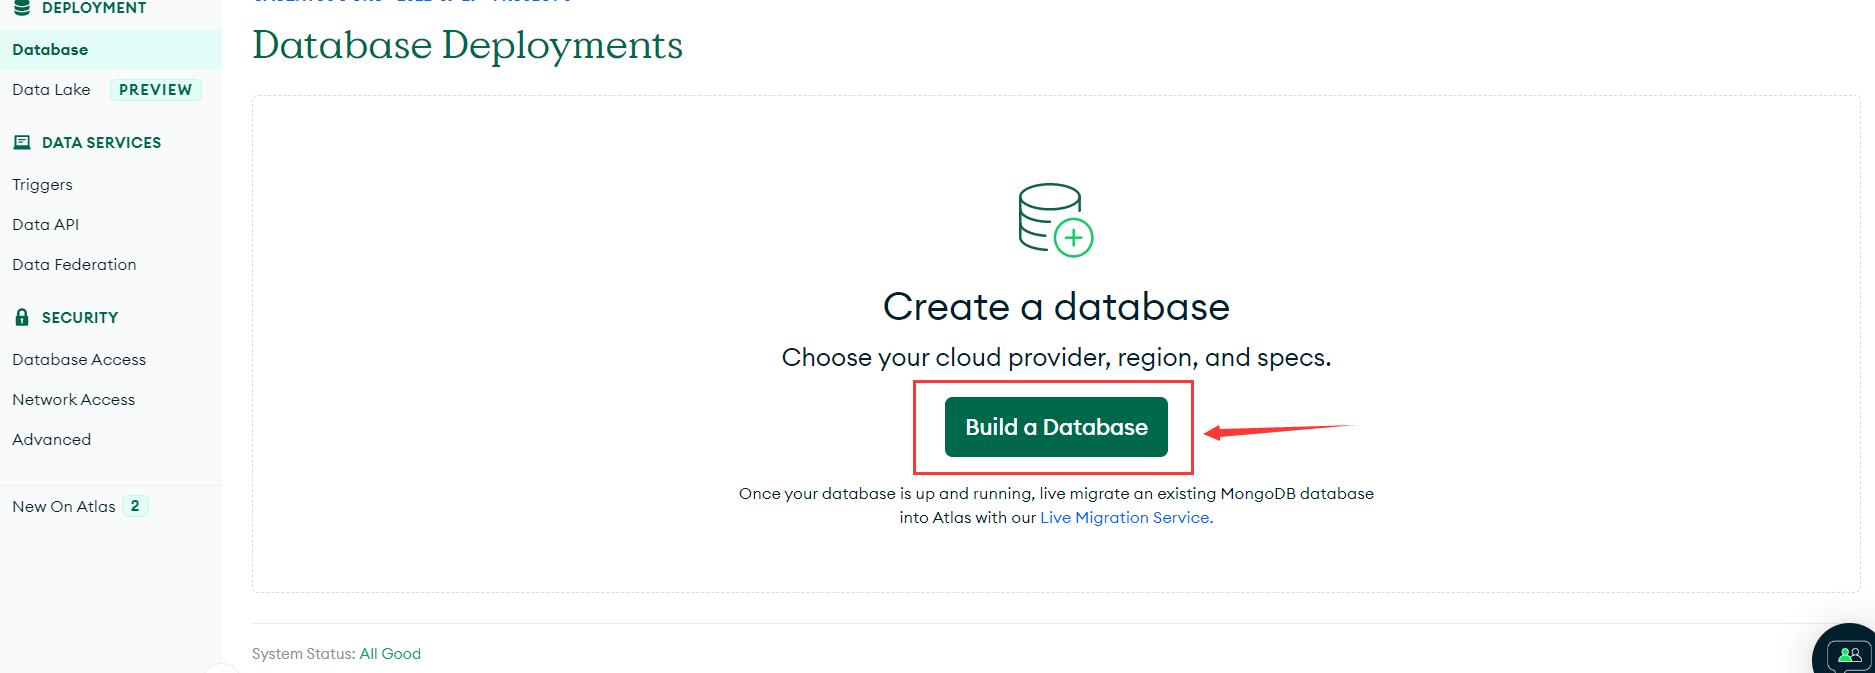 DEPLOYMENT
Database
Data Lake PREVIEW
DATA SERVICES
Triggers
Data API
Data Federation
SECURITY
Database Access
Network Access
Advanced
New On Atlas 2
Database Deployments
Create a database
Choose your cloud provider, region, and specs.
Build a Database
Once your database is up and running, live migrate an existing MongoDB database
into Atlas with our Live Migration Service.
System Status: All Good